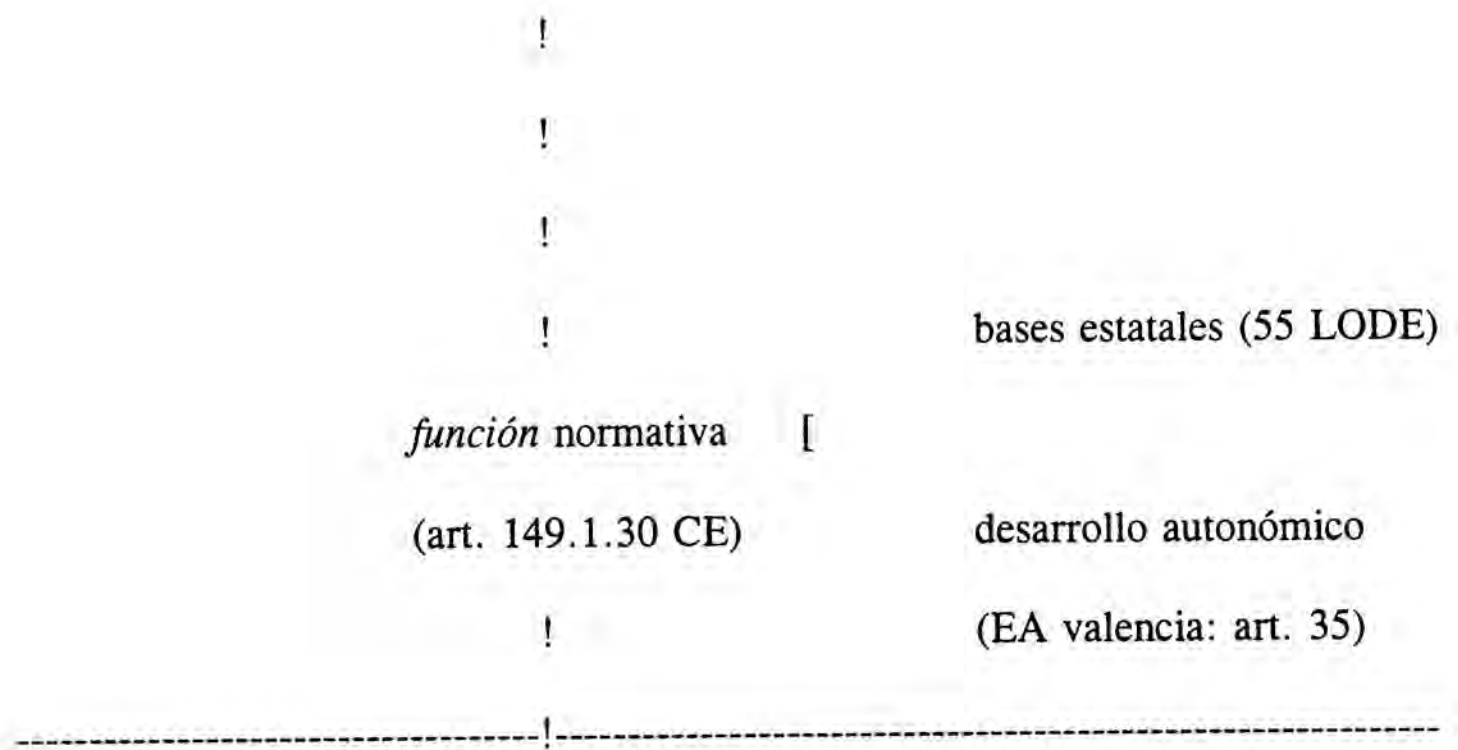 !
!
!
! bases estatales (55 LODE)
función normativa [
(art. 149.1.30 CE) desarrollo autonómico
! (EA valencia: art. 35)
--------------------------------!------------------------------------------------------